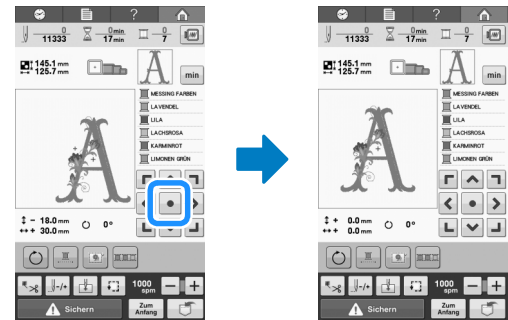 ?
0
11333
0 min
17 min
0
7
145.1 mm
125.7 mm
A
min
MESSING FARBEN
LAVENDEL
LILA
LACHSROSA
KARMINROT
LIMONEN GRÜN
A
- 18.0 mm
+ 30.0 mm
0°
1000
spm
Sichern
Zum
Anfang
?
0
11333
0 min
17 min
0
7
145.1 mm
125.7 mm
A
min
MESSING FARBEN
LAVENDEL
LILA
LACHSROSA
KARMINROT
LIMONEN GRÜN
A
+ 0.0 mm
+ 0.0 mm
0°
1000
spm
Sichern
Zum
Anfang